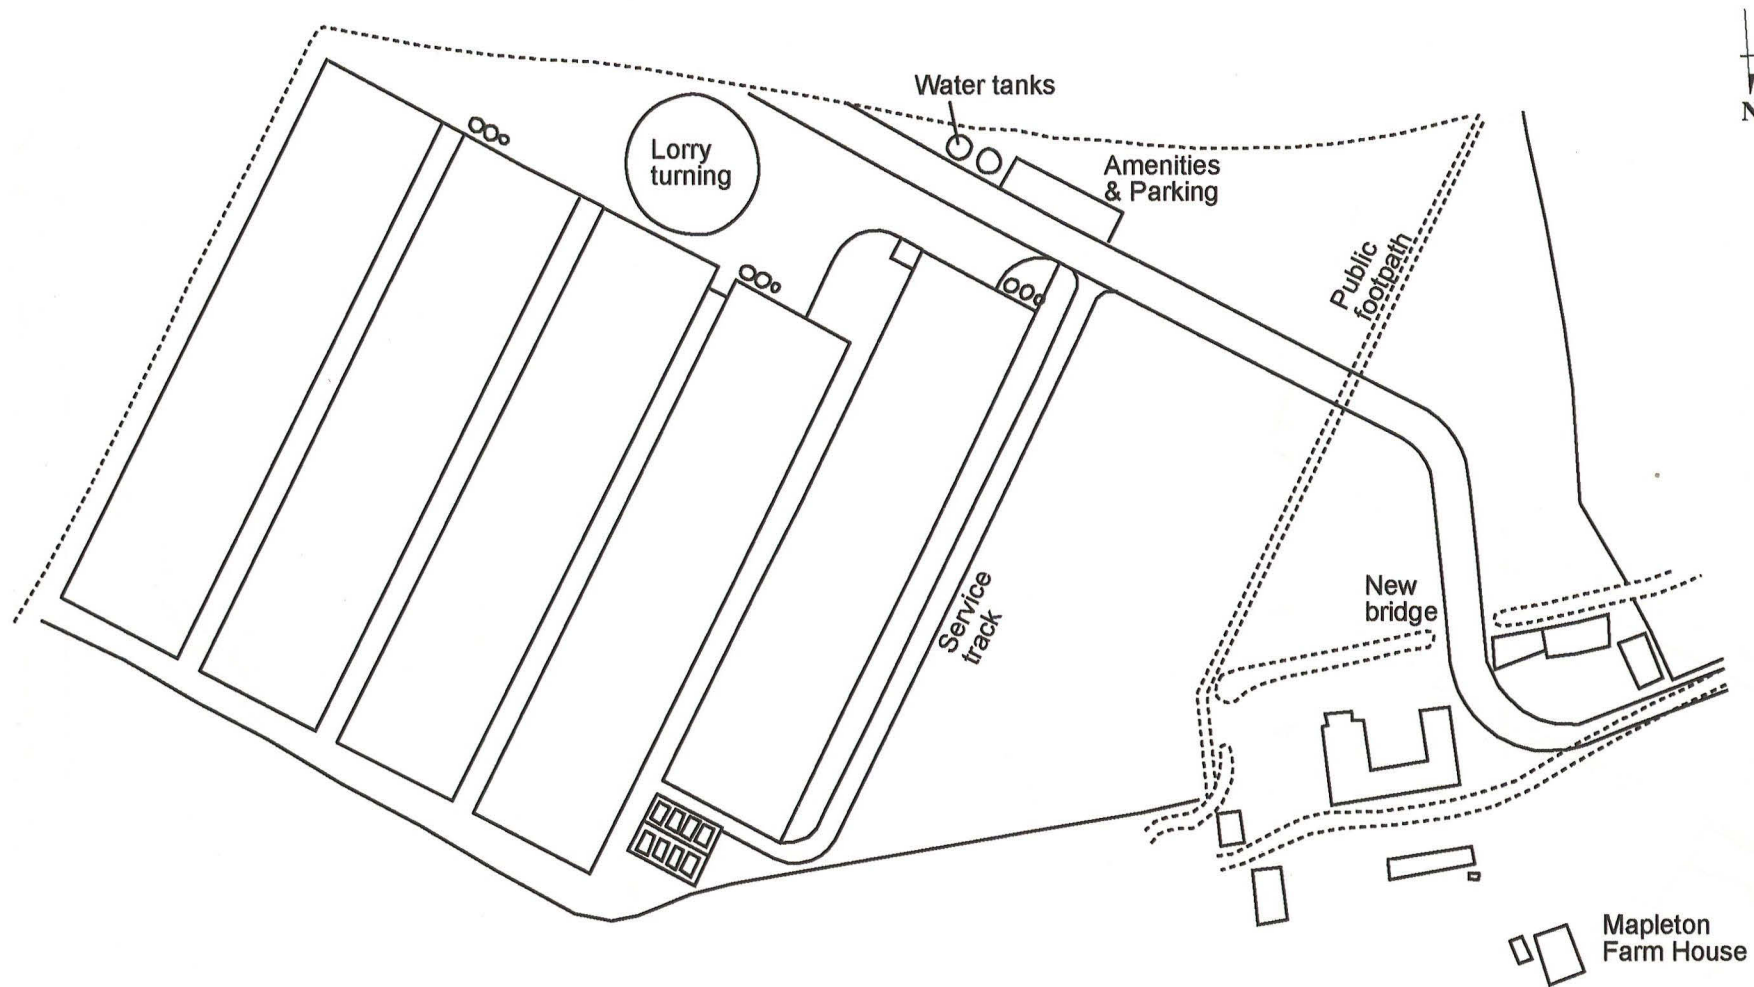 Water tanks
N
Lorry
turning
Amenities
& Parking
Public
footpath
Service
track
New
bridge
Mapleton
Farm House